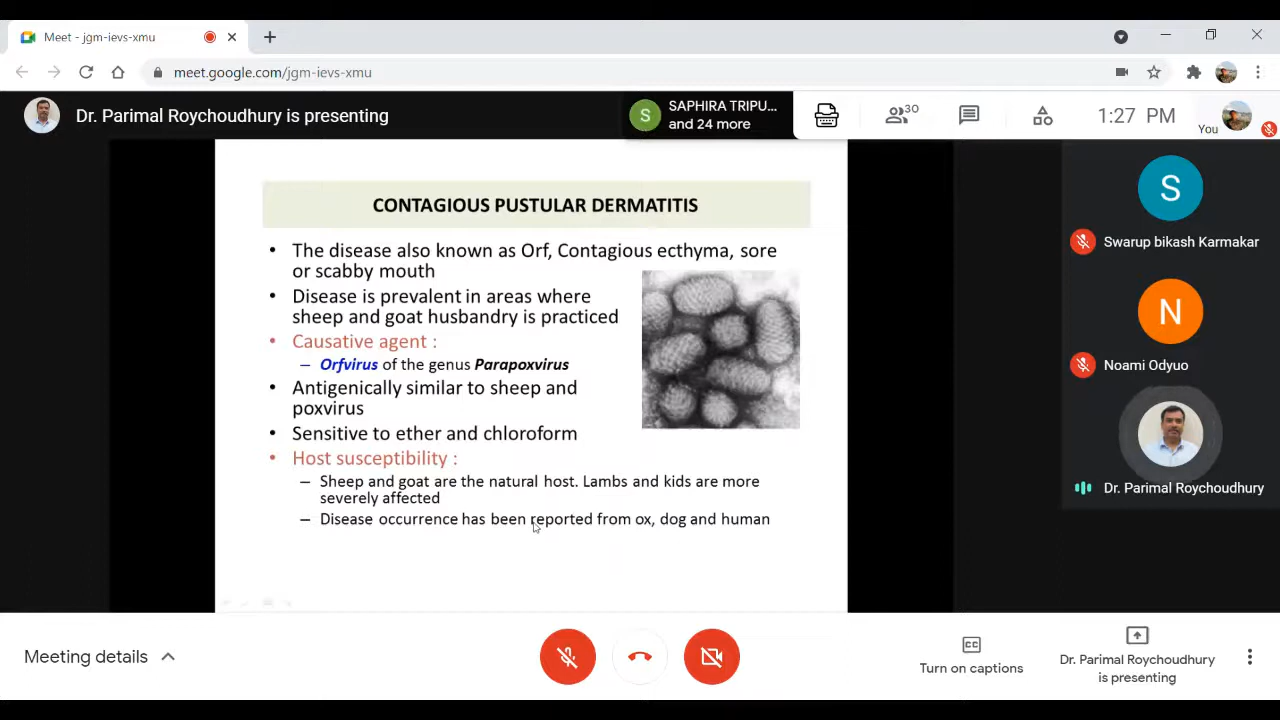 Meet - jgm-ievs-xmu
meet.google.com/jgm-ievs-xmu
Dr. Parimal Roychoudhury is presenting
S
SAPHIRA TRIPU...
and 24 more
30
1:27 PM
You
CONTAGIOUS PUSTULAR DERMATITIS
• The disease also known as Orf, Contagious ecthyma, sore
or scabby mouth
• Disease is prevalent in areas where
sheep and goat husbandry is practiced
• Causative agent :
– Orfvirus of the genus Parapoxvirus
• Antigenically similar to sheep and
poxvirus
• Sensitive to ether and chloroform
• Host susceptibility :
– Sheep and goat are the natural host. Lambs and kids are more
severely affected
– Disease occurrence has been reported from ox, dog and human
S
Swarup bikash Karmakar
N
Noami Odyuo
Dr. Parimal Roychoudhury
Meeting details
CC
Turn on captions
Dr. Parimal Roychoudhury
is presenting